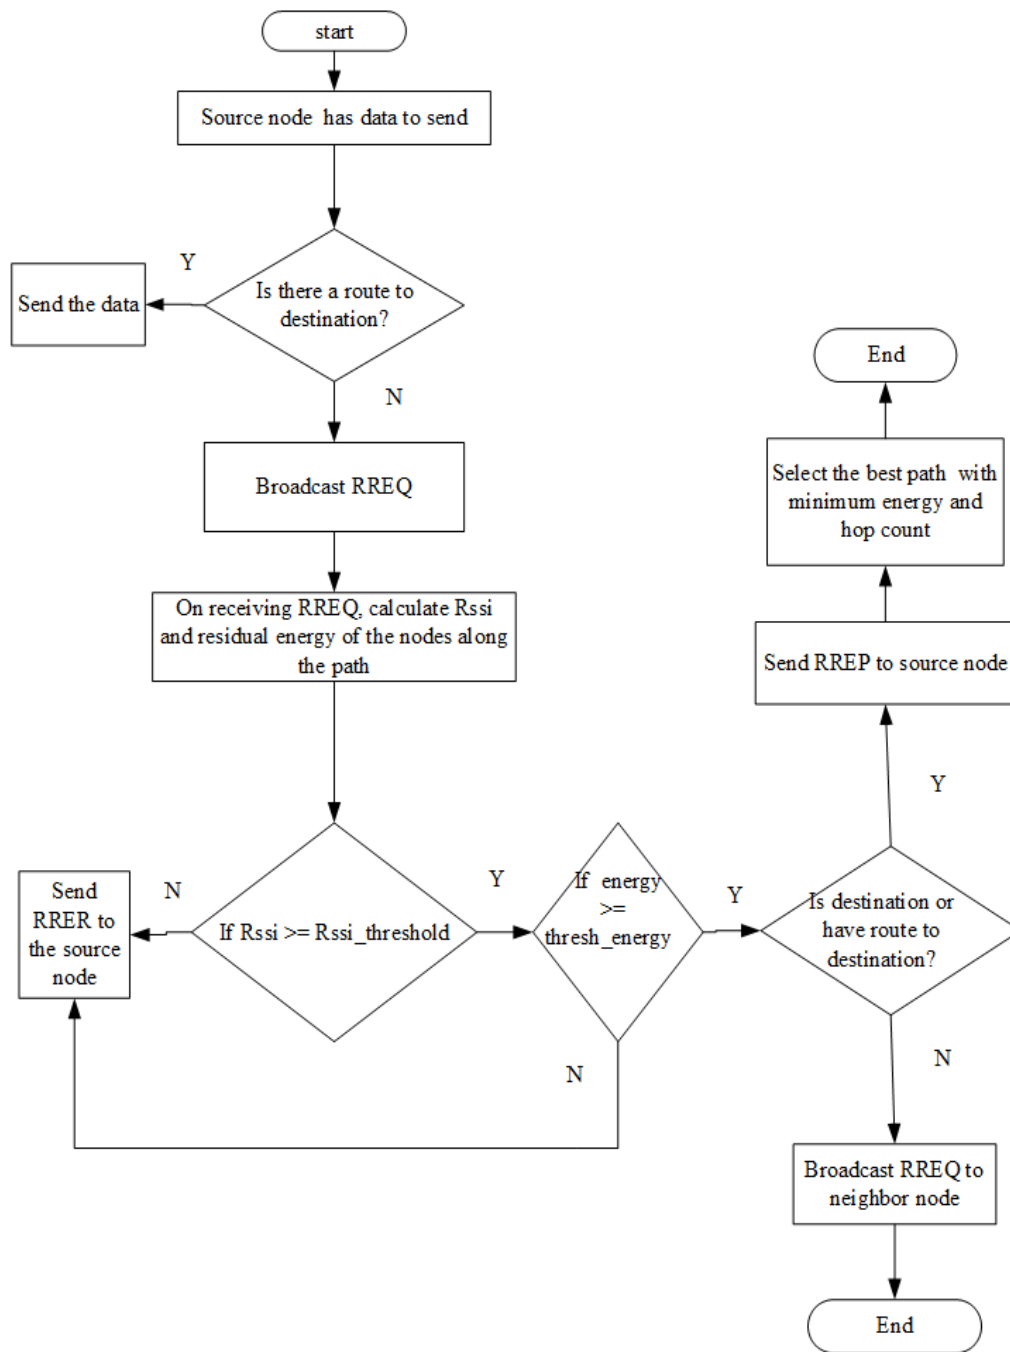 start
Source node has data to send
Y
Is there a route to
destination?
Send the data
N
Broadcast RREQ
On receiving RREQ, calculate Rssi
and residual energy of the nodes along
the path
If Rssi >= Rssi_threshold
N
Send
RRER to
the source
node
Y
If energy
>=
thresh_energy
N
Y
Is destination or
have route to
destination?
Y
Send RREP to source node
Select the best path with
minimum energy and
hop count
End
N
Broadcast RREQ to
neighbor node
End